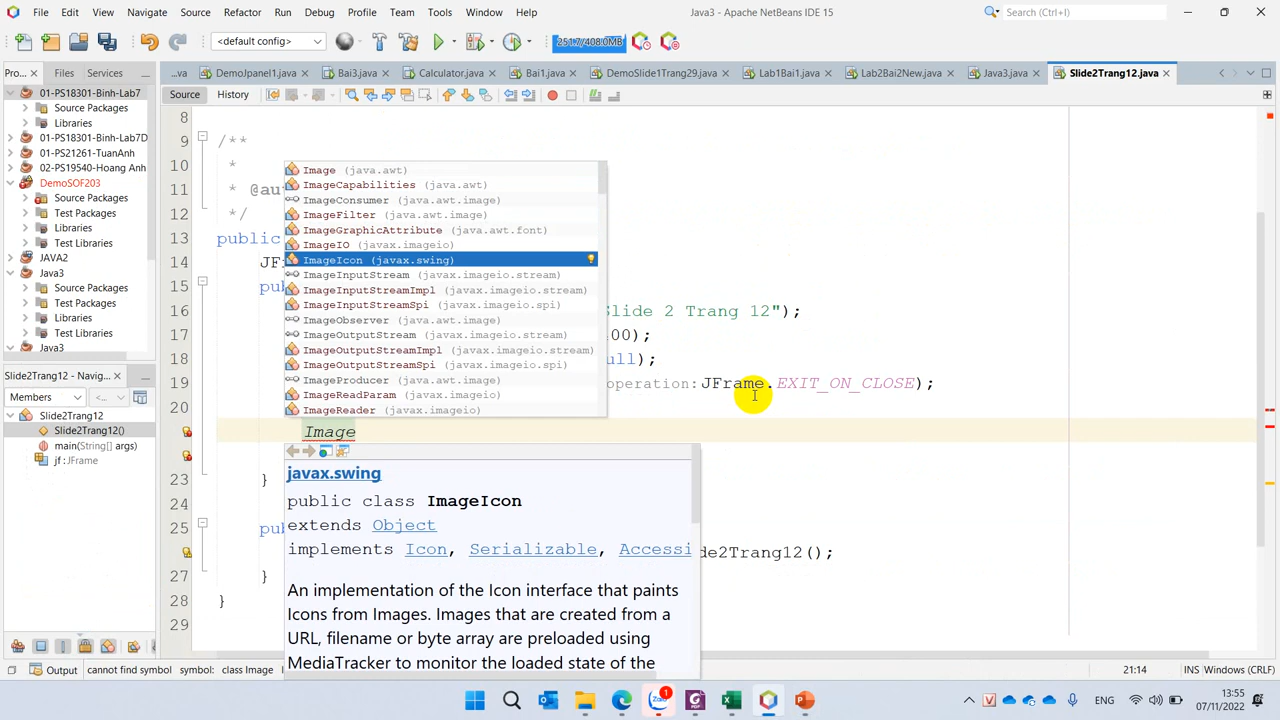 File Edit View Navigate Source Refactor Run Debug Profile Team Tools Window Help Java3 - Apache NetBeans IDE 15 Search (Ctrl+I)
<default config> 251.7/408.0MB
Pro... Files Services ...va DemoJpanel1.java Bai.java Calculator.java Bai1.java DemoSlide1Trang29.java Lab1Bai1.java Lab2Bai2New.java Java3.java Slide2Trang12.java
01-PS18301-Binh-Lab7 Source History
Source Packages
Libraries
01-PS18301-Binh-Lab7D
01-PS21261-TuanAnh
02-PS19540-Hoang Anh
DemoSOF203
Source Packages
Test Packages
Libraries
Test Libraries
JAVA2
Java3
Source Packages
Test Packages
Libraries
Test Libraries
Java3
Slide2Trang12 - Navig...
Members <empty>
Slide2Trang12
Slide2Trang12()
main(String[] args)
jf : JFrame
8
9 /**
10 *
11 * @au
12 */
13 public
14 JF
15 pu
16 Slide 2 Trang 12");
17 00);
18 ull);
19 operation: JFrame.EXIT_ON_CLOSE);
20
Image
23 }
24
25 pu
de2Trang12();
27 }
28 }
29
Image (java.awt)
ImageCapabilities (java.awt)
ImageConsumer (java.awt.image)
ImageFilter (java.awt.image)
ImageGraphicAttribute (java.awt.font)
ImageIO (javax.imageio)
ImageIcon (javax.swing)
ImageInputStream (javax.imageio.stream)
ImageInputStreamImpl (javax.imageio.stream)
ImageInputStreamSpi (javax.imageio.spi)
ImageObserver (java.awt.image)
ImageOutputStream (javax.imageio.stream)
ImageOutputStreamImpl (javax.imageio.stream)
ImageOutputStreamSpi (javax.imageio.spi)
ImageProducer (java.awt.image)
ImageReadParam (javax.imageio)
ImageReader (javax.imageio)
javax.swing
public class ImageIcon
extends Object
implements Icon, Serializable, Accessi
An implementation of the Icon interface that paints
Icons from Images. Images that are created from a
URL, filename or byte array are preloaded using
MediaTracker to monitor the loaded state of the
Output cannot find symbol symbol: class Image 21:14 INS Windows (CRLF)
1 ENG 13:55
07/11/2022